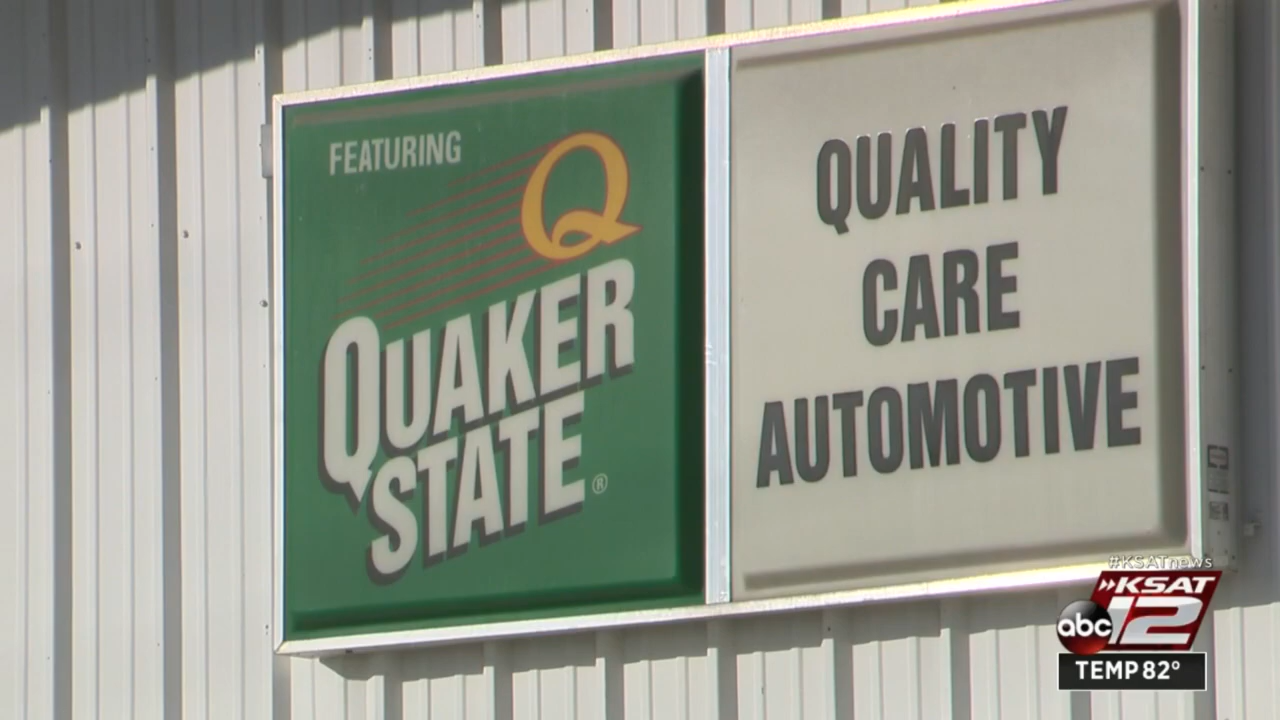 FEATURING
Q
QUAKER
STATE®
QUALITY
CARE
AUTOMOTIVE
#KSATnews
KSAT
abc 12
TEMP 82°